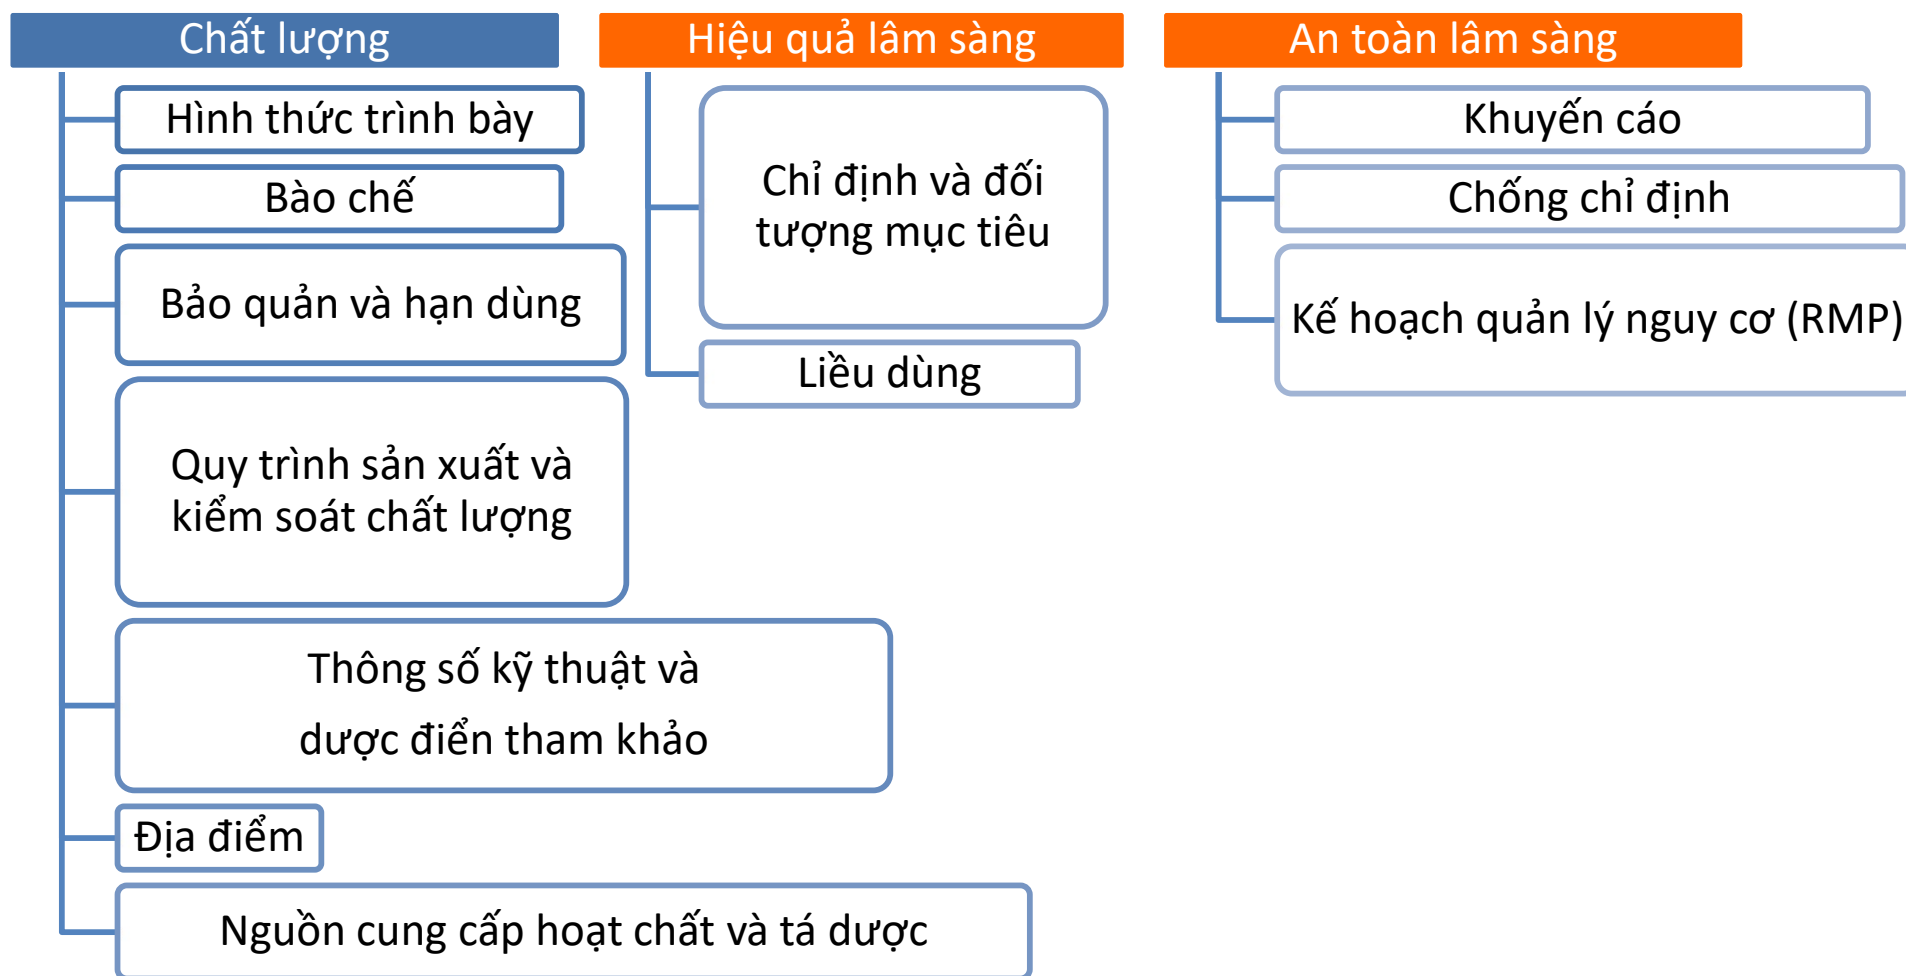 Chất lượng
Hình thức trình bày
Bào chế
Bảo quản và hạn dùng
Quy trình sản xuất và
kiểm soát chất lượng
Thông số kỹ thuật và
dược điển tham khảo
Địa điểm
Nguồn cung cấp hoạt chất và tá dược
Hiệu quả lâm sàng
Chỉ định và đối
tượng mục tiêu
Liều dùng
An toàn lâm sàng
Khuyến cáo
Chống chỉ định
Kế hoạch quản lý nguy cơ (RMP)